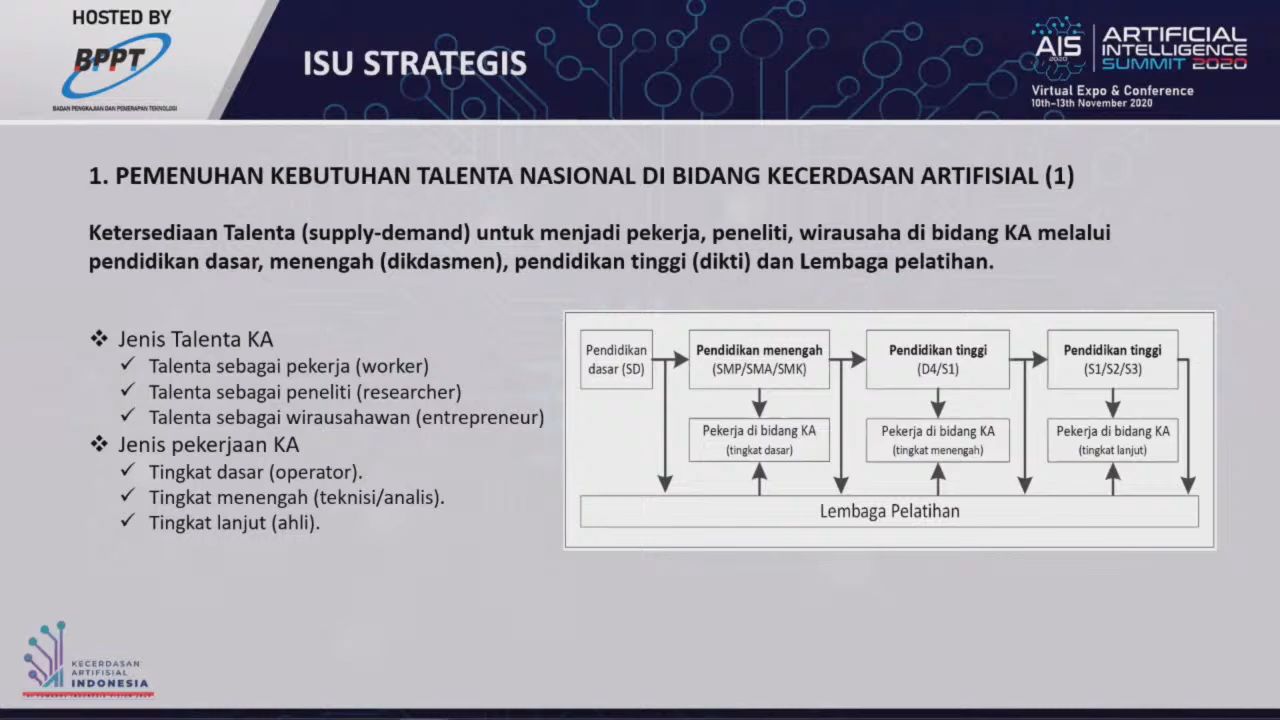 HOSTED BY
BPPT
BADAN PENGKAJIAN DAN PENERAPAN TEKNOLOGI
ISU STRATEGIS
AIS
2020
ARTIFICIAL
INTELLIGENCE
SUMMIT 2020
Virtual Expo & Conference
10th-13th November 2020
1. PEMENUHAN KEBUTUHAN TALENTA NASIONAL DI BIDANG KECERDASAN ARTIFISIAL (1)
Ketersediaan Talenta (supply-demand) untuk menjadi pekerja, peneliti, wirausaha di bidang KA melalui
pendidikan dasar, menengah (dikdasmen), pendidikan tinggi (dikti) dan Lembaga pelatihan.
❖ Jenis Talenta KA
✓ Talenta sebagai pekerja (worker)
✓ Talenta sebagai peneliti (researcher)
✓ Talenta sebagai wirausahawan (entrepreneur)
❖ Jenis pekerjaan KA
✓ Tingkat dasar (operator).
✓ Tingkat menengah (teknisi/analis).
✓ Tingkat lanjut (ahli).
Pendidikan
dasar (SD)
Pendidikan menengah
(SMP/SMA/SMK)
Pendidikan tinggi
(D4/S1)
Pendidikan tinggi
(S1/S2/S3)
Pekerja di bidang KA
(tingkat dasar)
Pekerja di bidang KA
(tingkat menengah)
Pekerja di bidang KA
(tingkat lanjut)
Lembaga Pelatihan
KECERDASAN
ARTIFISIAL
INDONESIA